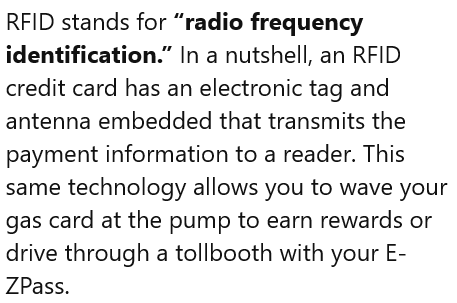 RFID stands for “radio frequency
identification.” In a nutshell, an RFID
credit card has an electronic tag and
antenna embedded that transmits the
payment information to a reader. This
same technology allows you to wave your
gas card at the pump to earn rewards or
drive through a tollbooth with your E-
ZPass.